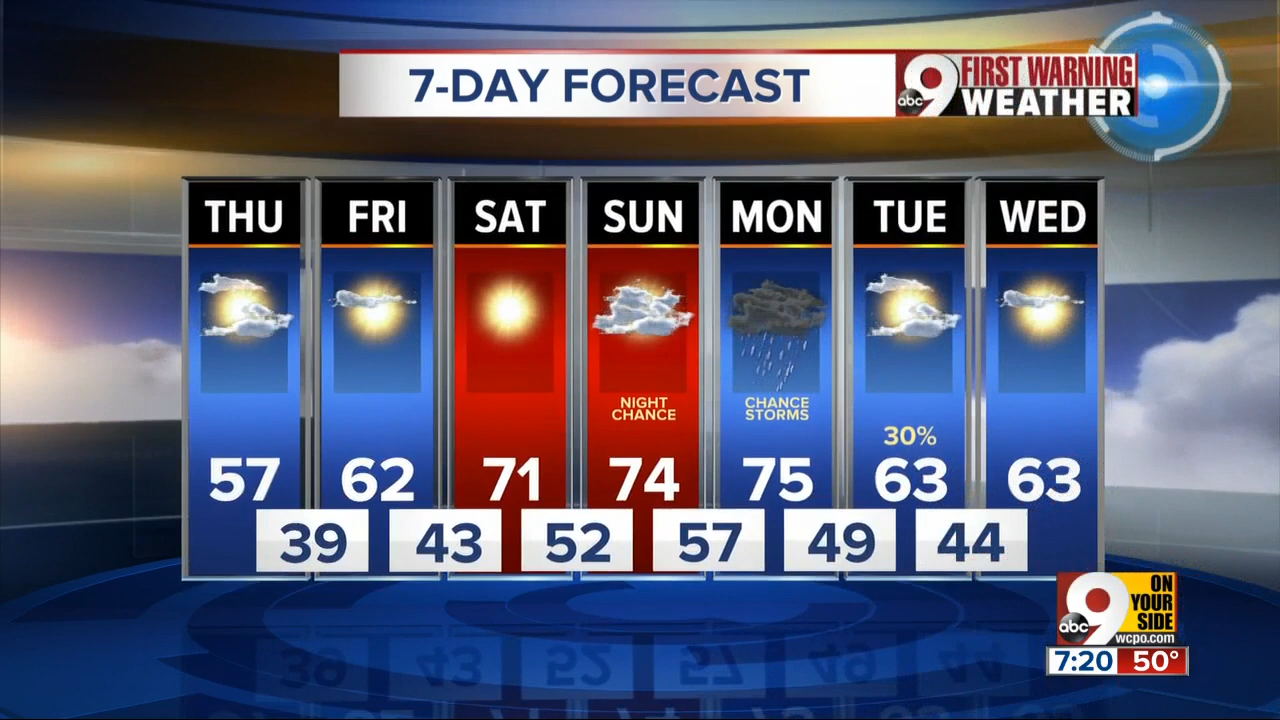 7-DAY FORECAST
abc 9 FIRST WARNING
WEATHER
THU FRI SAT SUN MON TUE WED
NIGHT
CHANCE
CHANCE
STORMS
30%
57 62 71 74 75 63 63
39 43 52 57 49 44
abc 9 ON
YOUR
SIDE
wcpo.com
7:20 50°